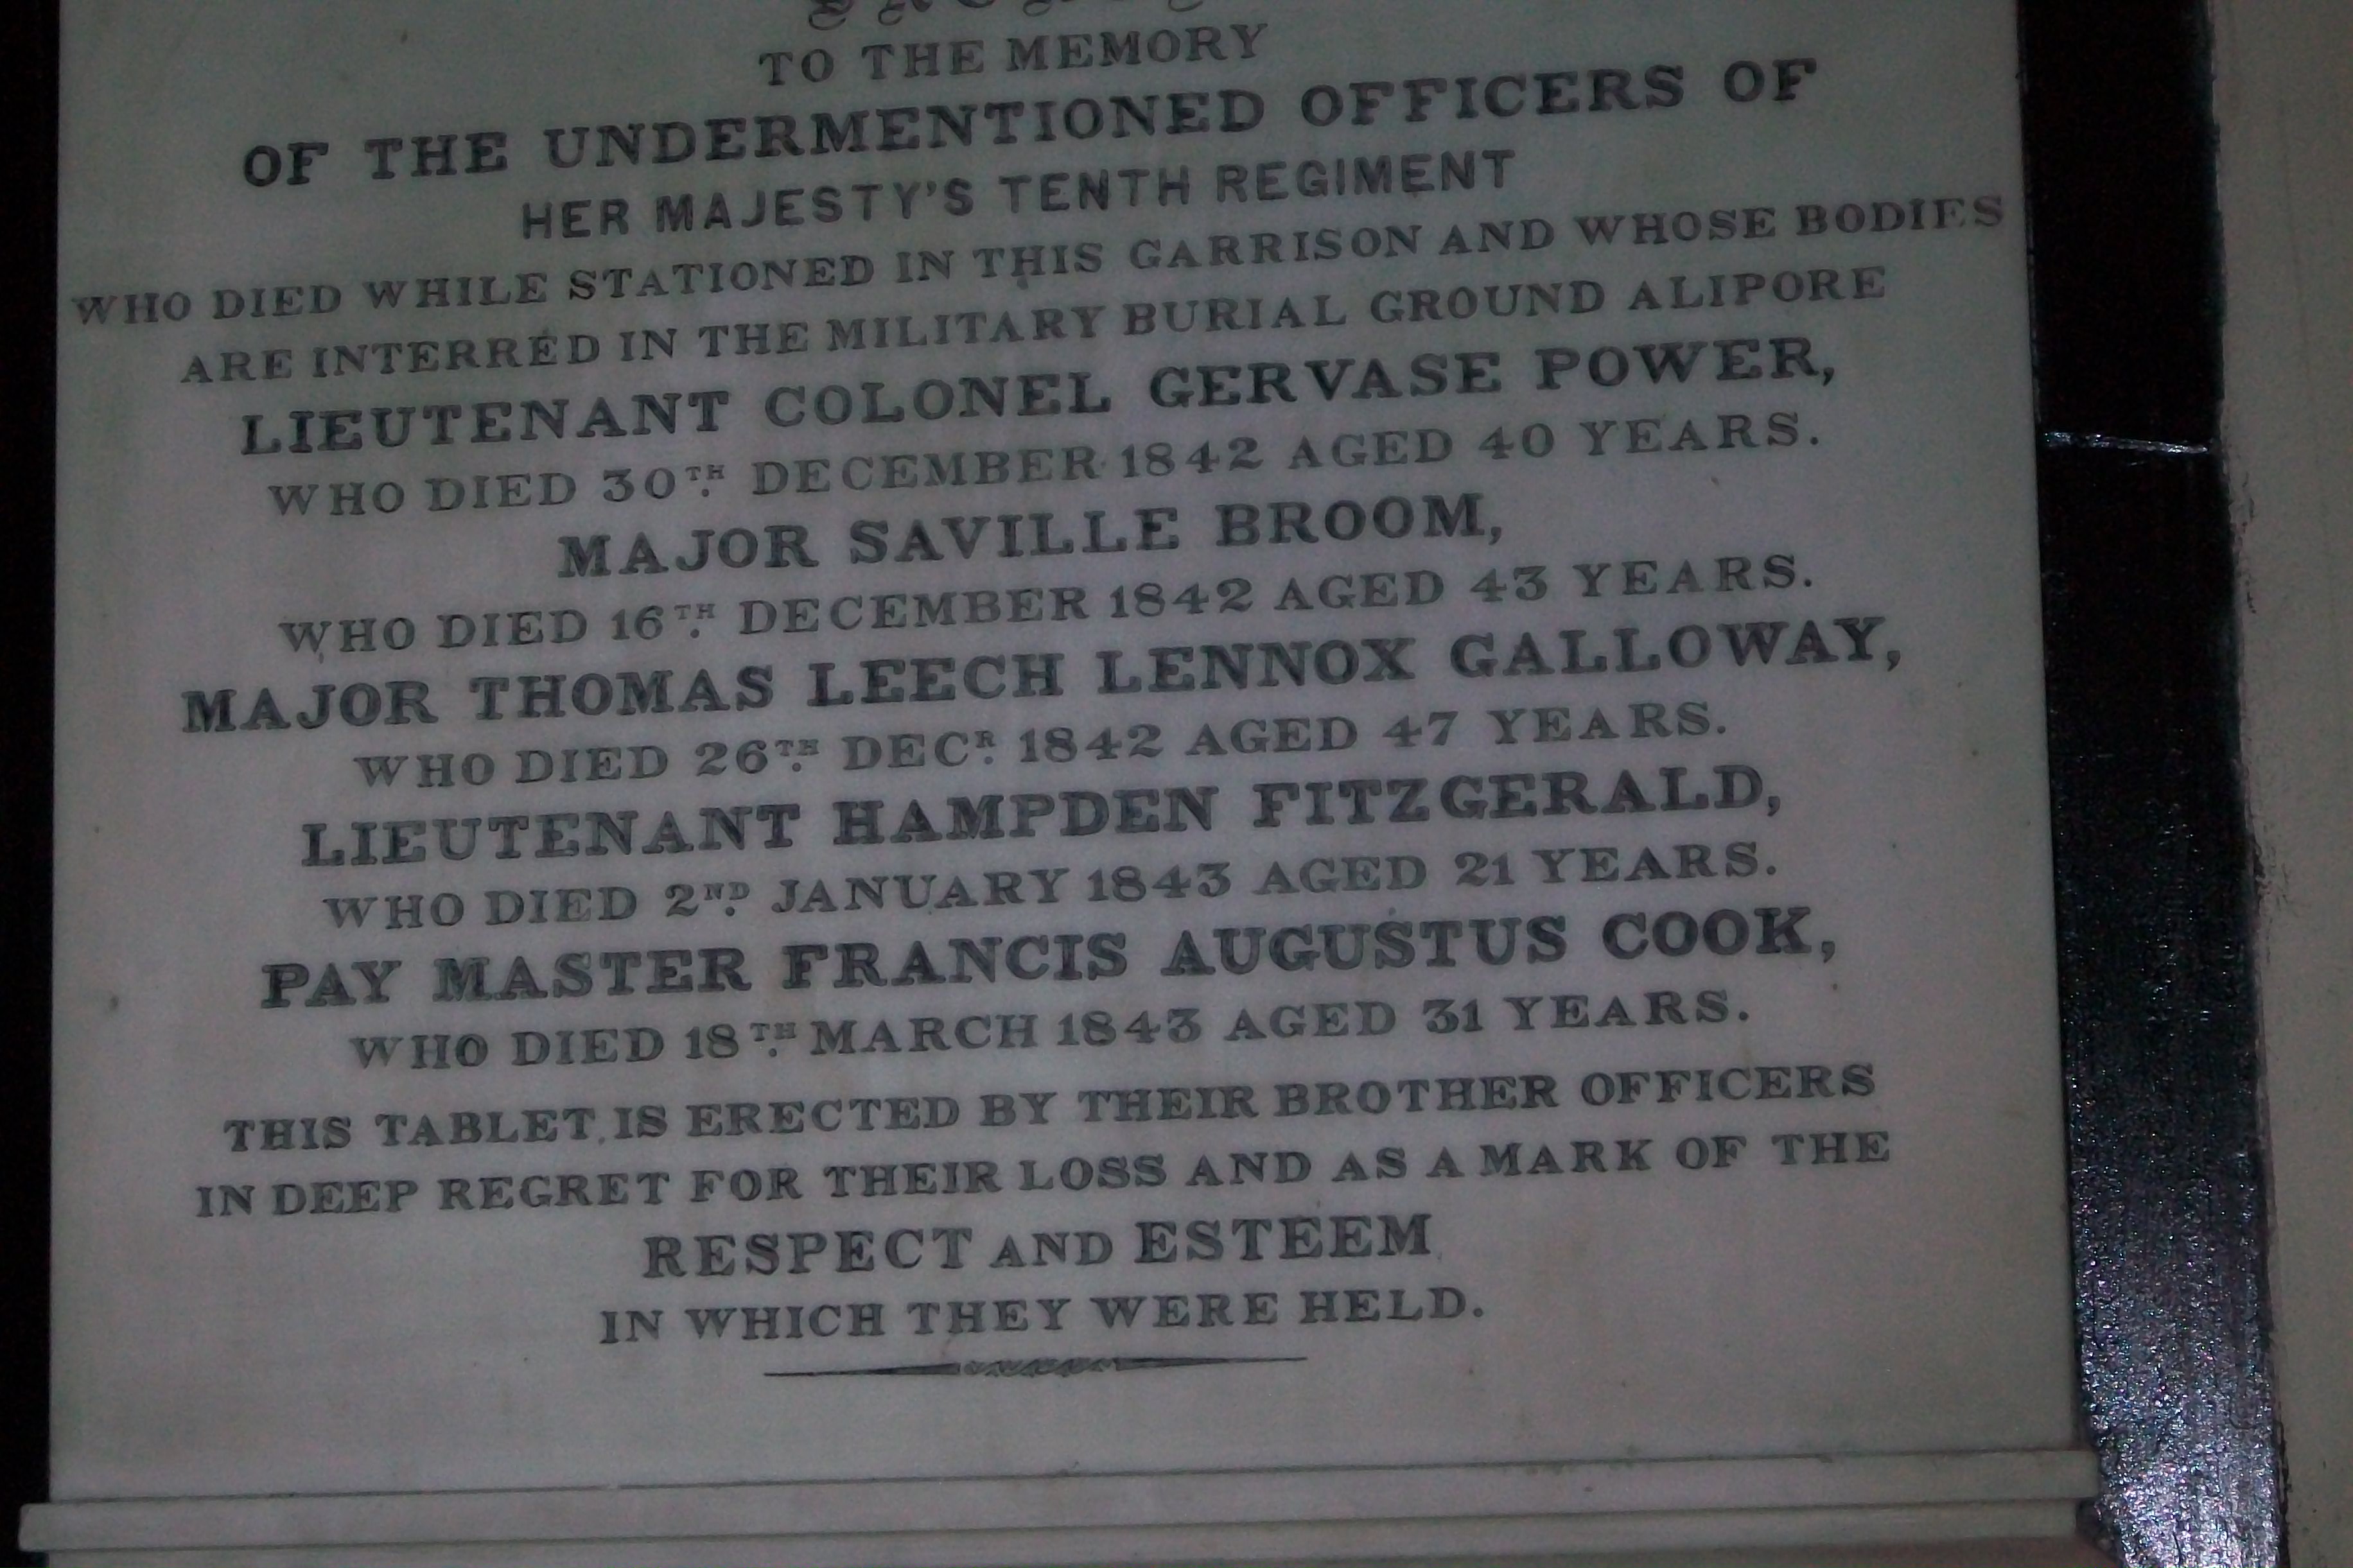 TO THE MEMORY
OF THE UNDERMENTIONED OFFICERS OF
HER MAJESTY'S TENTH REGIMENT
WHO DIED WHILE STATIONED IN THIS GARRISON AND WHOSE BODIES
ARE INTERRED IN THE MILITARY BURIAL GROUND ALIPORE
LIEUTENANT COLONEL GERVASE POWER,
WHO DIED 30TH DECEMBER 1842 AGED 40 YEARS.
MAJOR SAVILLE BROOM,
WHO DIED 16TH DECEMBER 1842 AGED 43 YEARS.
MAJOR THOMAS LEECH LENNOX GALLOWAY,
WHO DIED 26TH DECR 1842 AGED 47 YEARS.
LIEUTENANT HAMPDEN FITZGERALD,
WHO DIED 2ND JANUARY 1843 AGED 21 YEARS.
PAY MASTER FRANCIS AUGUSTUS COOK,
WHO DIED 18TH MARCH 1843 AGED 31 YEARS.
THIS TABLET IS ERECTED BY THEIR BROTHER OFFICERS
IN DEEP REGRET FOR THEIR LOSS AND AS A MARK OF THE
RESPECT AND ESTEEM
IN WHICH THEY WERE HELD.